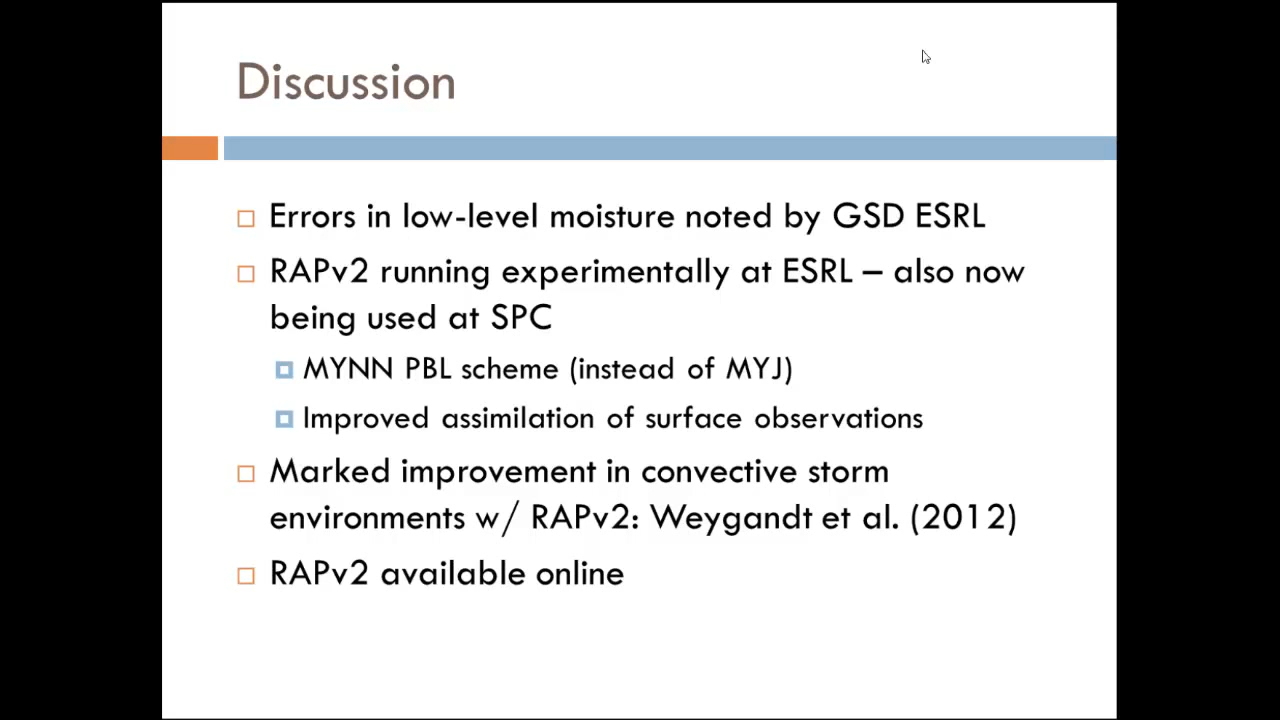 Discussion
Errors in low-level moisture noted by GSD ESRL
RAPv2 running experimentally at ESRL – also now
being used at SPC
MYNN PBL scheme (instead of MYJ)
Improved assimilation of surface observations
Marked improvement in convective storm
environments w/ RAPv2: Weygandt et al. (2012)
RAPv2 available online